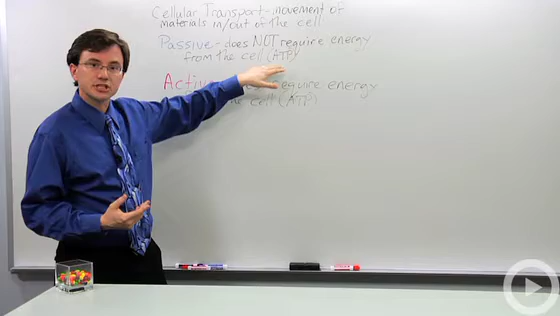 Cellular Transport - movement of
materials in/out of the cell
Passive - does NOT require energy
from the cell (ATP)
require energy
the cell (ATP)